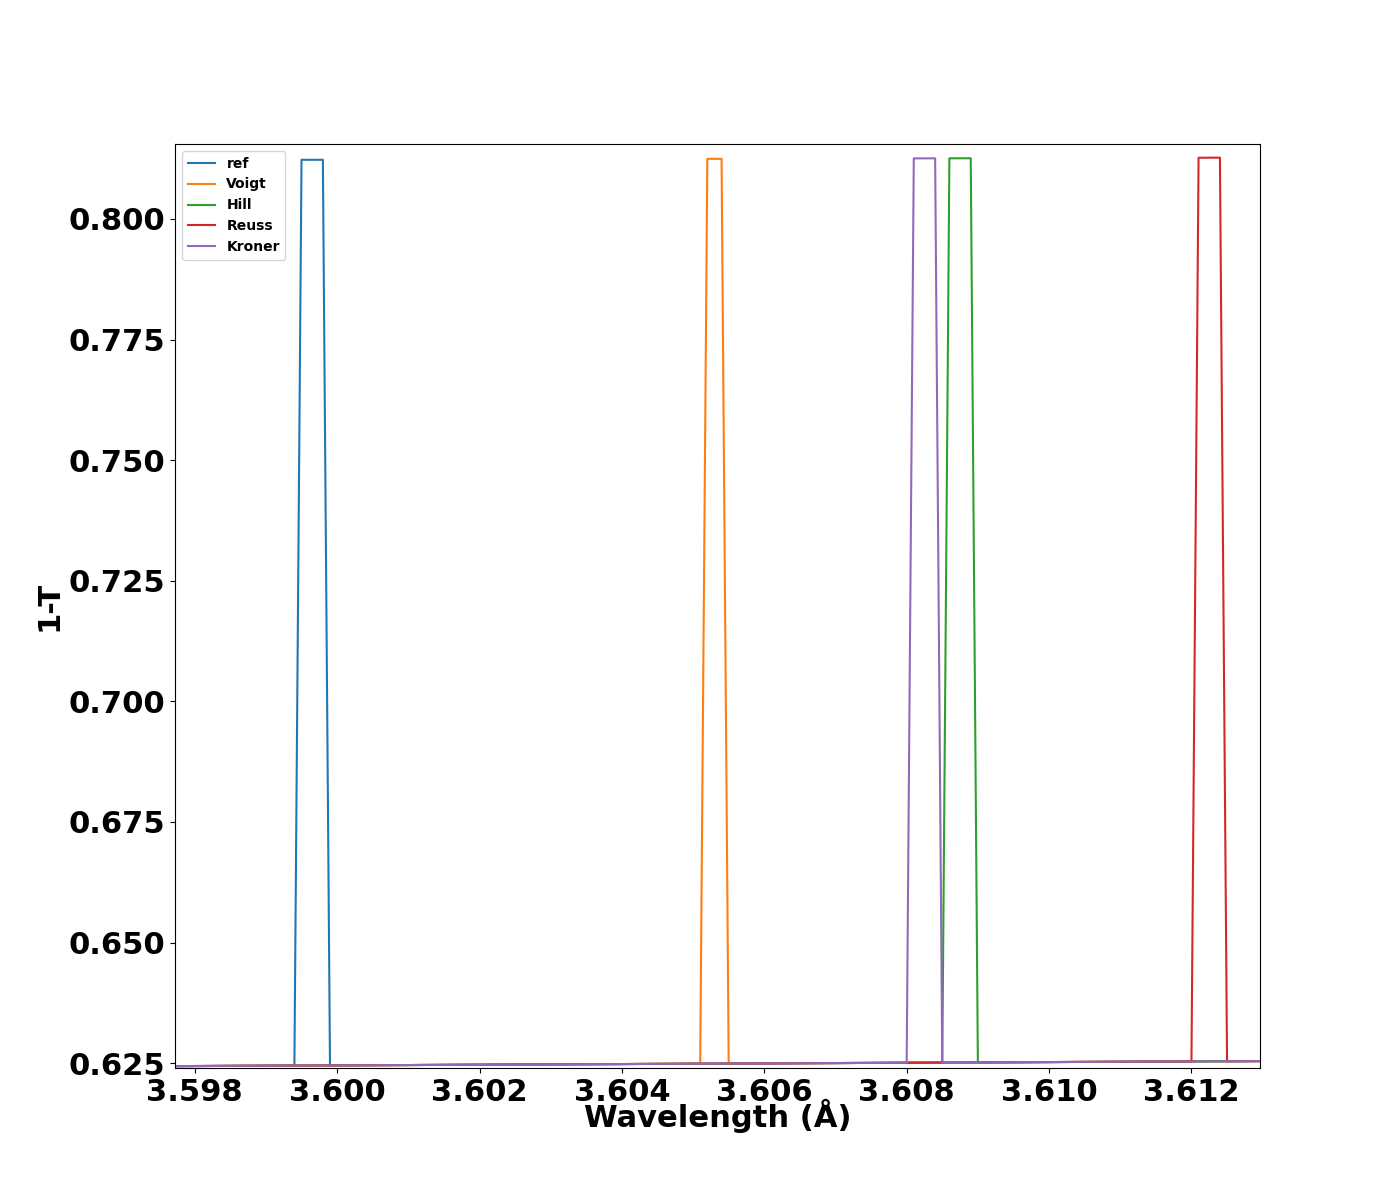 ref
Voigt
Hill
Reuss
Kroner
0.800
0.775
0.750
0.725
0.700
0.675
0.650
0.625
1-T
3.598 3.600 3.602 3.604 3.606 3.608 3.610 3.612
Wavelength (Å)